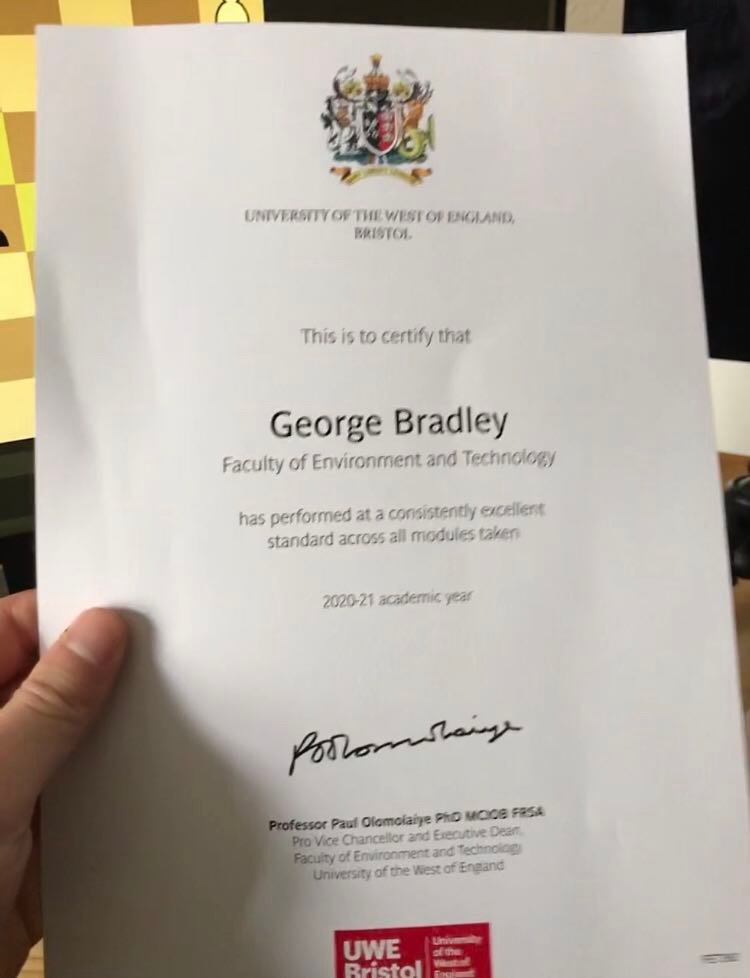 UNIVERSITY OF THE WEST OF ENGLAND,
BRISTOL
This is to certify that
George Bradley
Faculty of Environment and Technology
has performed at a consistently excellent
standard across all modules taken
2020-21 academic year
Professor Paul Olomolaiye PhD MCIOB FRSA
Pro Vice Chancellor and Executive Dean,
Faculty of Environment and Technology
University of the West of England
UWE
Bristol
University
of the
West of
England